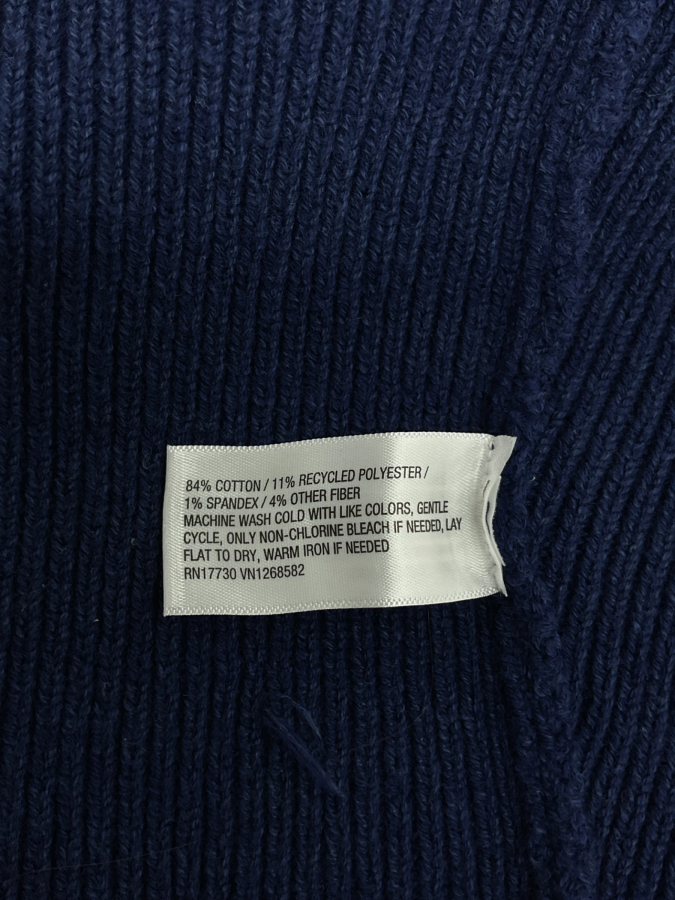 84% COTTON / 11% RECYCLED POLYESTER /
1% SPANDEX / 4% OTHER FIBER
MACHINE WASH COLD WITH LIKE COLORS, GENTLE
CYCLE, ONLY NON-CHLORINE BLEACH IF NEEDED, LAY
FLAT TO DRY, WARM IRON IF NEEDED
RN17730 VN1268582